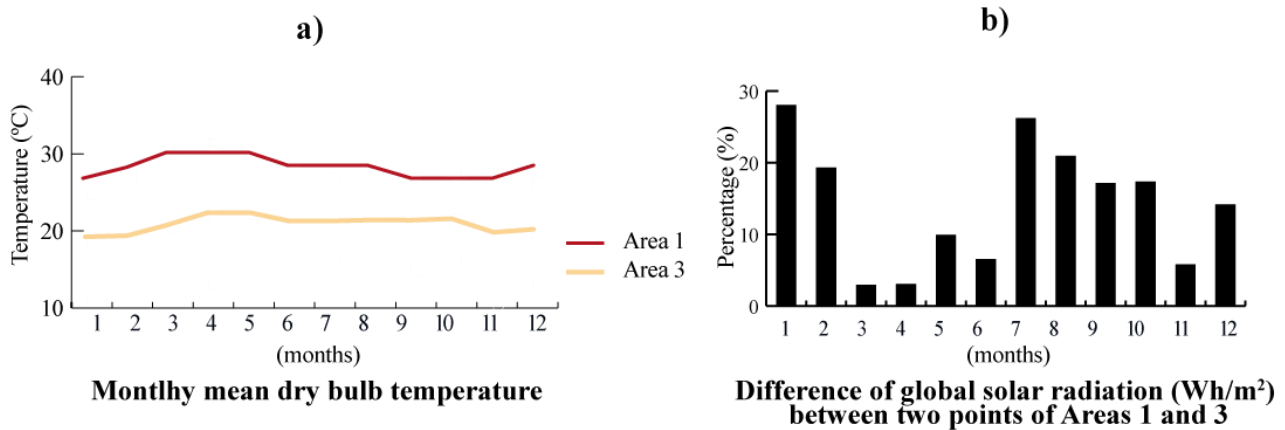 a)
40
30
20
10
Temperature (ºC)
1 2 3 4 5 6 7 8 9 10 11 12
(months)
Area 1
Area 3
Montlhy mean dry bulb temperature
b)
30
20
10
0
Percentage (%)
1 2 3 4 5 6 7 8 9 10 11 12
(months)
Difference of global solar radiation (Wh/m²)
between two points of Areas 1 and 3